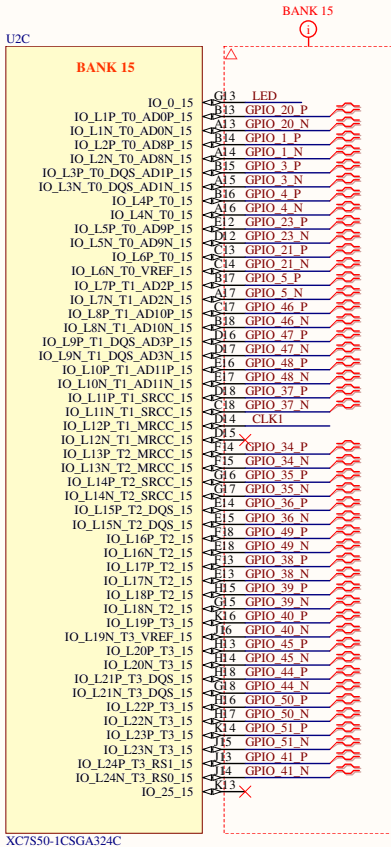 BANK 15
U2C
BANK 15
IO_0_15 G13 LED
IO_L1P_T0_AD0P_15 B13 GPIO_20_P
IO_L1N_T0_AD0N_15 A13 GPIO_20_N
IO_L2P_T0_AD8P_15 B14 GPIO_1_P
IO_L2N_T0_AD8N_15 A14 GPIO_1_N
IO_L3P_T0_DQS_AD1P_15 B15 GPIO_3_P
IO_L3N_T0_DQS_AD1N_15 A15 GPIO_3_N
IO_L4P_T0_15 B16 GPIO_4_P
IO_L4N_T0_15 A16 GPIO_4_N
IO_L5P_T0_AD9P_15 E12 GPIO_23_P
IO_L5N_T0_AD9N_15 D12 GPIO_23_N
IO_L6P_T0_15 C13 GPIO_21_P
IO_L6N_T0_VREF_15 C14 GPIO_21_N
IO_L7P_T1_AD2P_15 B17 GPIO_5_P
IO_L7N_T1_AD2N_15 A17 GPIO_5_N
IO_L8P_T1_AD10P_15 C17 GPIO_46_P
IO_L8N_T1_AD10N_15 B18 GPIO_46_N
IO_L9P_T1_DQS_AD3P_15 D16 GPIO_47_P
IO_L9N_T1_DQS_AD3N_15 D17 GPIO_47_N
IO_L10P_T1_AD11P_15 E16 GPIO_48_P
IO_L10N_T1_AD11N_15 E17 GPIO_48_N
IO_L11P_T1_SRCC_15 D18 GPIO_37_P
IO_L11N_T1_SRCC_15 C18 GPIO_37_N
IO_L12P_T1_MRCC_15 D14 CLK1
IO_L12N_T1_MRCC_15 D15
IO_L13P_T2_MRCC_15 F14 GPIO_34_P
IO_L13N_T2_MRCC_15 F15 GPIO_34_N
IO_L14P_T2_SRCC_15 G16 GPIO_35_P
IO_L14N_T2_SRCC_15 G17 GPIO_35_N
IO_L15P_T2_DQS_15 E14 GPIO_36_P
IO_L15N_T2_DQS_15 E15 GPIO_36_N
IO_L16P_T2_15 F18 GPIO_49_P
IO_L16N_T2_15 E18 GPIO_49_N
IO_L17P_T2_15 F13 GPIO_38_P
IO_L17N_T2_15 E13 GPIO_38_N
IO_L18P_T2_15 H15 GPIO_39_P
IO_L18N_T2_15 G15 GPIO_39_N
IO_L19P_T3_15 K16 GPIO_40_P
IO_L19N_T3_VREF_15 J16 GPIO_40_N
IO_L20P_T3_15 H13 GPIO_45_P
IO_L20N_T3_15 H14 GPIO_45_N
IO_L21P_T3_DQS_15 H18 GPIO_44_P
IO_L21N_T3_DQS_15 G18 GPIO_44_N
IO_L22P_T3_15 H16 GPIO_50_P
IO_L22N_T3_15 H17 GPIO_50_N
IO_L23P_T3_15 K14 GPIO_51_P
IO_L23N_T3_15 J15 GPIO_51_N
IO_L24P_T3_RS1_15 J13 GPIO_41_P
IO_L24N_T3_RS0_15 J14 GPIO_41_N
IO_25_15 K13
XC7S50-1CSGA324C